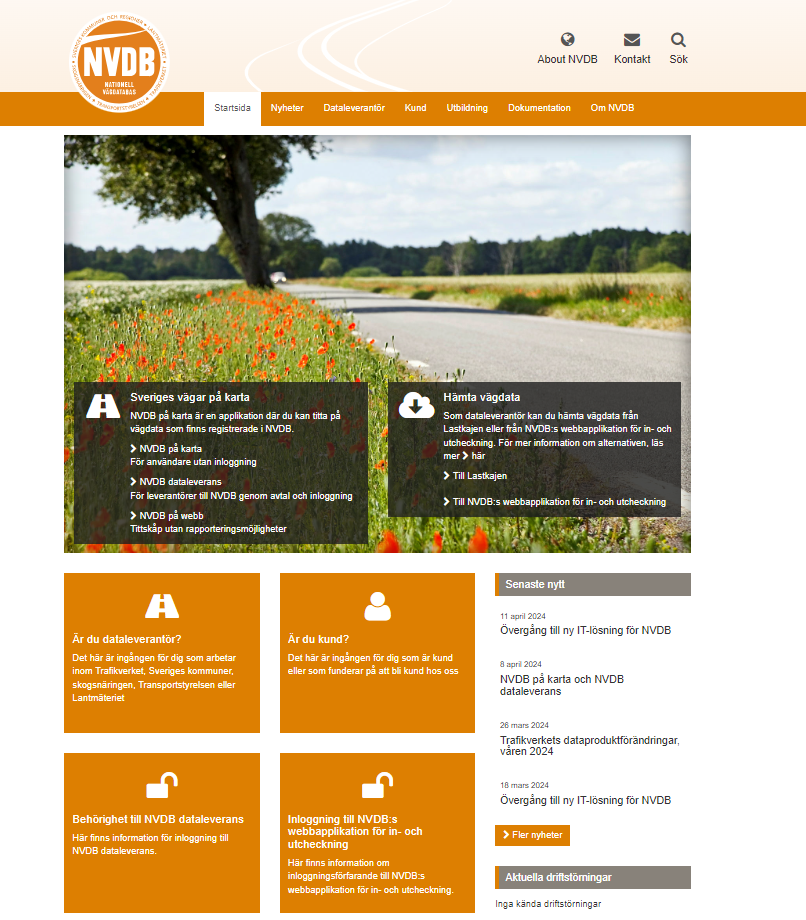 NVDB
NATIONELL
VÄGDATABAS
About NVDB
Kontakt
Sök
Startsida
Nyheter
Dataleverantör
Kund
Utbildning
Dokumentation
Om NVDB
Sveriges vägar på karta
NVDB på karta är en applikation där du kan titta på
vägdata som finns registrerade i NVDB.
NVDB på karta
För användare utan inloggning
NVDB dataleverans
För leverantörer till NVDB genom avtal och inloggning
NVDB på webb
Tittskåp utan rapporteringsmöjligheter
Hämta vägdata
Som dataleverantör kan du hämta vägdata från
Lastkajen eller från NVDB:s webbapplikation för in- och
utcheckning. För mer information om alternativen, läs
mer här
Till Lastkajen
Till NVDB:s webbapplikation för in- och utcheckning
Är du dataleverantör?
Det här är ingången för dig som arbetar
inom Trafikverket, Sveriges kommuner,
skogsnäringen, Transportstyrelsen eller
Lantmäteriet
Är du kund?
Det här är ingången för dig som är kund
eller som funderar på att bli kund hos oss
Behörighet till NVDB dataleverans
Här finns information för inloggning till
NVDB dataleverans.
Inloggning till NVDB:s
webbapplikation för in- och
utcheckning
Här finns information om
inloggningsförfarande till NVDB:s
webbapplikation för in- och utcheckning.
Senaste nytt
11 april 2024
Övergång till ny IT-lösning för NVDB
8 april 2024
NVDB på karta och NVDB
dataleverans
26 mars 2024
Trafikverkets dataproduktförändringar,
våren 2024
18 mars 2024
Övergång till ny IT-lösning för NVDB
Fler nyheter
Aktuella driftstörningar
Inga kända driftstörningar